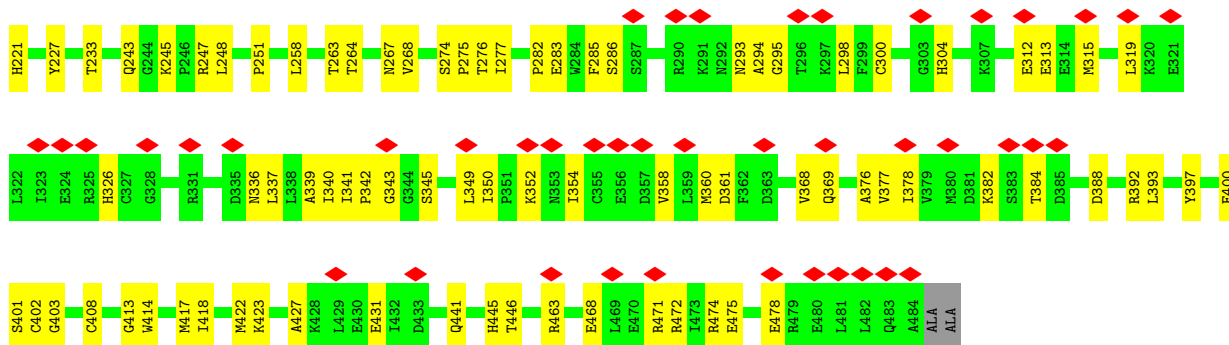 H221 Y227 T233 Q243 G244 K245 P246 R247 L248 P251 L258 T263 T264 N267 V268 S274 P275 T276 I277 P282 E283 W284 F285 S286 S287 R290 K291 N292 N293 A294 G295 T296 K297 L298 F299 C300 G303 H304 K307 E312 E313 E314 M315 L319 K320 E321
L322 I323 E324 R325 H326 C327 G328 R331 D335 N336 L337 L338 A339 I340 I341 P342 G343 G344 S345 L349 I350 P351 K352 N353 I354 C355 E356 D357 V358 L359 M360 D361 F362 D363 V368 Q369 A376 V377 I378 V379 M380 D381 K382 S383 T384 D385 D388 R392 L393 Y397 F400
S401 C402 G403 C408 G413 W414 M417 I418 M422 K423 A427 K428 L429 E430 E431 I432 D433 Q441 H445 T446 R463 E468 L469 E470 R471 R472 I473 R474 E475 E478 R479 E480 L481 L482 Q483 A484 ALA ALA